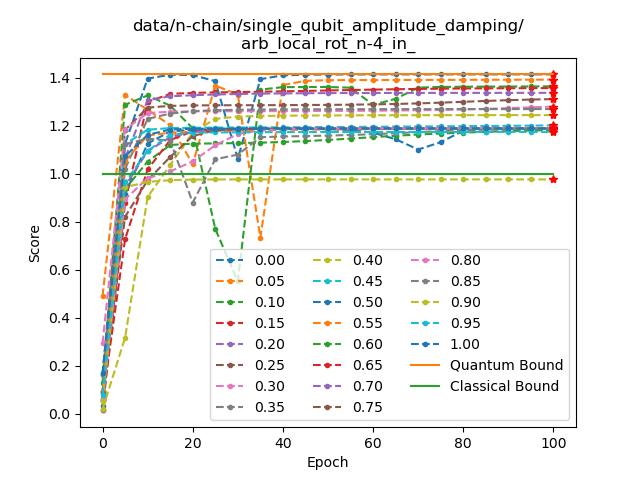 data/n-chain/single_qubit_amplitude_damping/
arb_local_rot_n-4_in_
Score
1.4
1.2
1.0
0.8
0.6
0.4
0.2
0.0
0 20 40 60 80 100
Epoch
0.00 0.40 0.80
0.05 0.45 0.85
0.10 0.50 0.90
0.15 0.55 0.95
0.20 0.60 1.00
0.25 0.65 Quantum Bound
0.30 0.70 Classical Bound
0.35 0.75